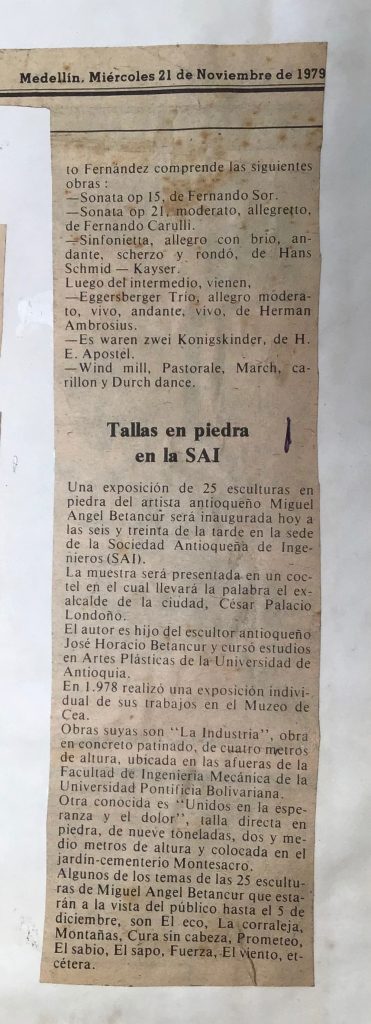 Medellín, Miércoles 21 de Noviembre de 1979
to Fernández comprende las siguientes
obras :
—Sonata op 15, de Fernando Sor.
—Sonata op 21, moderato, allegretto,
de Fernando Carulli.
—Sinfonietta, allegro con brío, an-
dante, scherzo y rondó, de Hans
Schmid — Kayser.
Luego del intermedio, vienen,
—Eggersberger Trío, allegro modera-
to, vivo, andante, vivo, de Herman
Ambrosius.
—Es waren zwei Konigskinder, de H.
E. Apostel.
—Wind mill, Pastorale, March, ca-
rillon y Durch dance.
Tallas en piedra
en la SAI
Una exposición de 25 esculturas en
piedra del artista antioqueño Miguel
Angel Betancur será inaugurada hoy a
las seis y treinta de la tarde en la sede
de la Sociedad Antioqueña de Inge-
nieros (SAI).
La muestra será presentada en un coc-
tel en el cual llevará la palabra el ex-
alcalde de la ciudad, César Palacio
Londoño.
El autor es hijo del escultor antioqueño
José Horacio Betancur y cursó estudios
en Artes Plásticas de la Universidad de
Antioquia.
En 1.978 realizó una exposición indivi-
dual de sus trabajos en el Muzeo de
Cea.
Obras suyas son "La Industria", obra
en concreto patinado, de cuatro metros
de altura, ubicada en las afueras de la
Facultad de Ingeniería Mecánica de la
Universidad Pontificia Bolivariana.
Otra conocida es "Unidos en la espe-
ranza y el dolor", talla directa en
piedra, de nueve toneladas, dos y me-
dio metros de altura y colocada en el
jardín-cementerio Montesacro.
Algunos de los temas de las 25 escultu-
ras de Miguel Angel Betancur que esta-
rán a la vista del público hasta el 5 de
diciembre, son El eco, La corraleja,
Montañas, Cura sin cabeza, Prometeo,
El sabio, El sapo, Fuerza, El viento, et-
cétera.